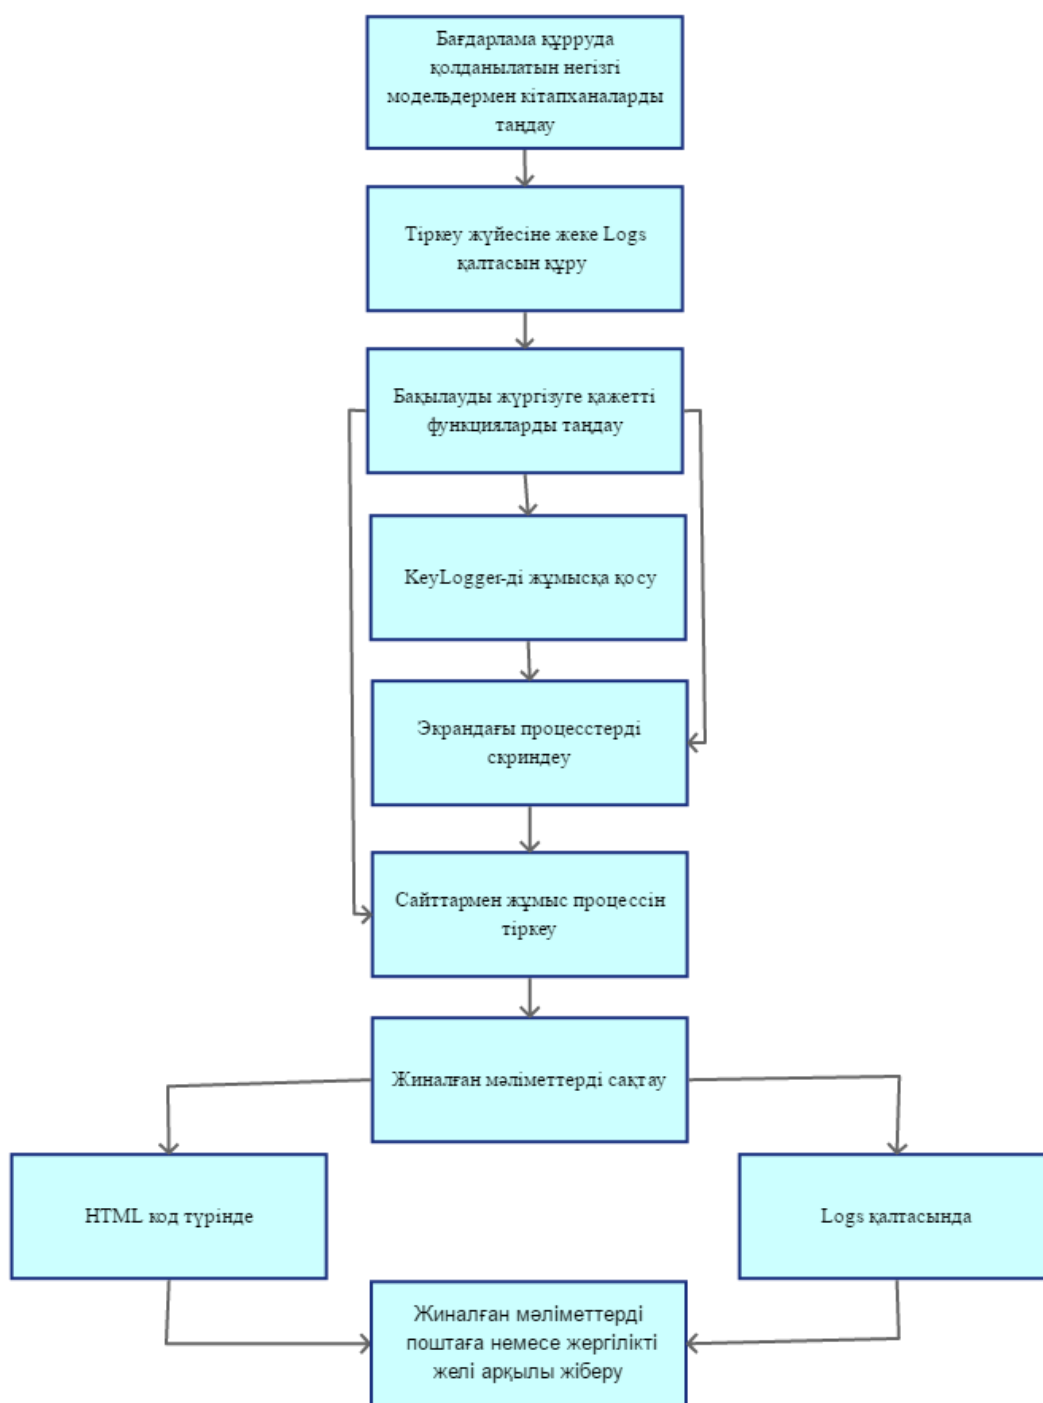 Бағдарлама құрруда
қолданылатын негізгі
модельдермен кітапханаларды
таңдау
Тіркеу жүйесіне жеке Logs
қалтасын құру
Бақылауды жүргізуге қажетті
функцияларды таңдау
KeyLogger-ді жұмысқа қосу
Экрандағы процесстерді
скриндеу
Сайттармен жұмыс процессін
тіркеу
Жиналған мәліметтерді сақтау
HTML код түрінде
Logs қалтасында
Жиналған мәліметтерді
поштаға немесе жергілікті
желі арқылы жіберу